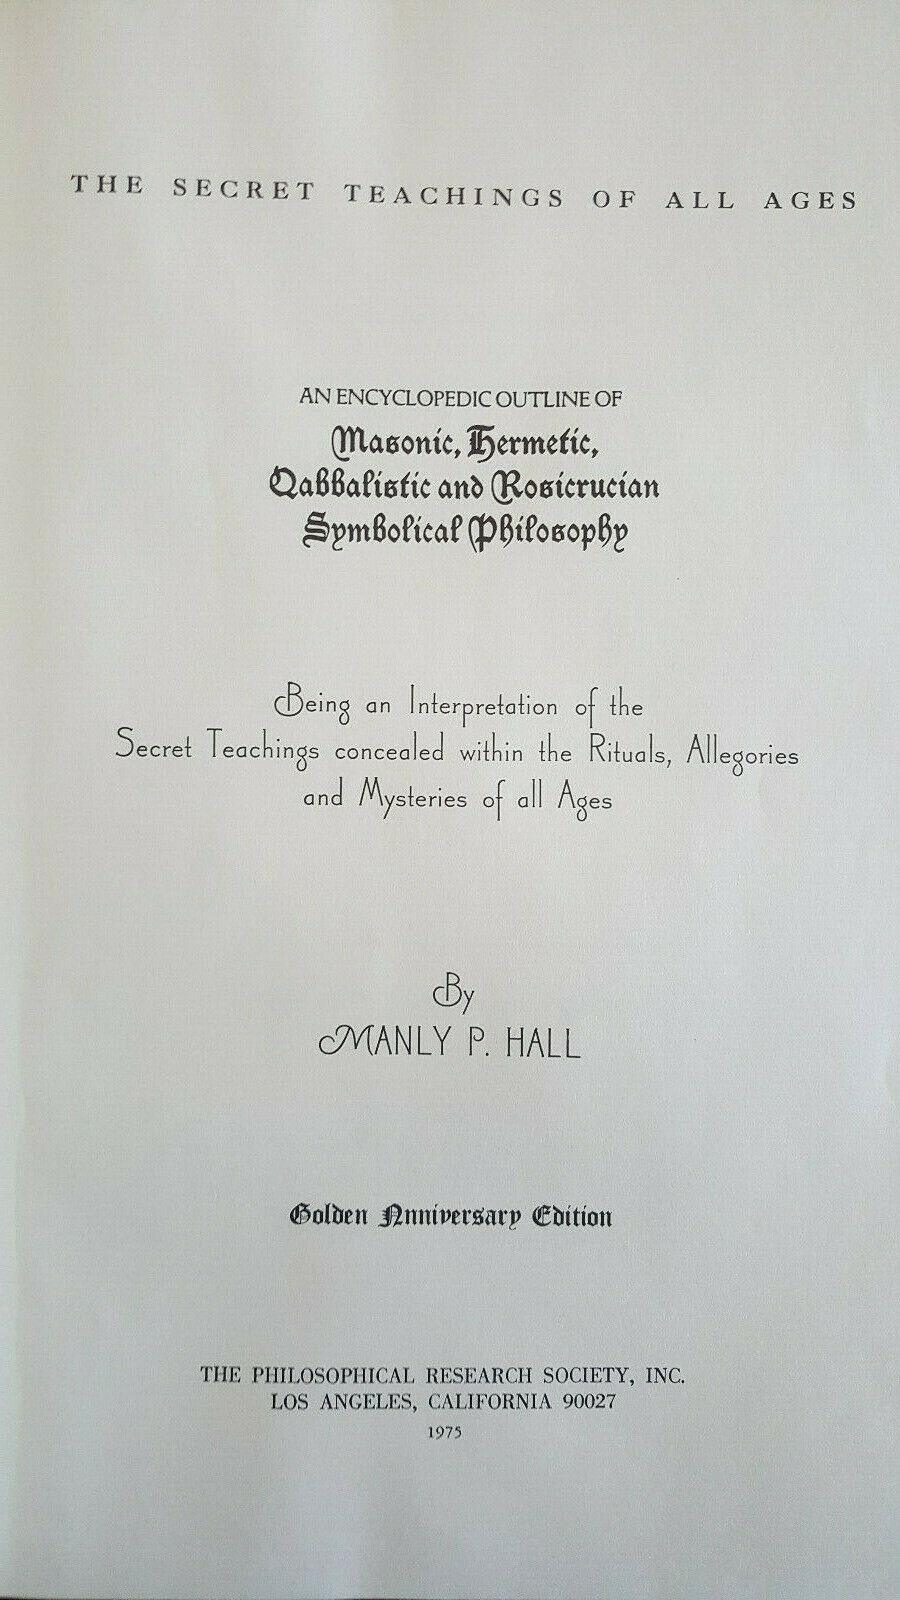 THE SECRET TEACHINGS OF ALL AGES
AN ENCYCLOPEDIC OUTLINE OF
Masonic, Hermetic,
Qabbalistic and Rosicrucian
Symbolical Philosophy
Being an Interpretation of the
Secret Teachings concealed within the Rituals, Allegories
and Mysteries of all Ages
By
MANLY P. HALL
Golden Anniversary Edition
THE PHILOSOPHICAL RESEARCH SOCIETY, INC.
LOS ANGELES, CALIFORNIA 90027
1975